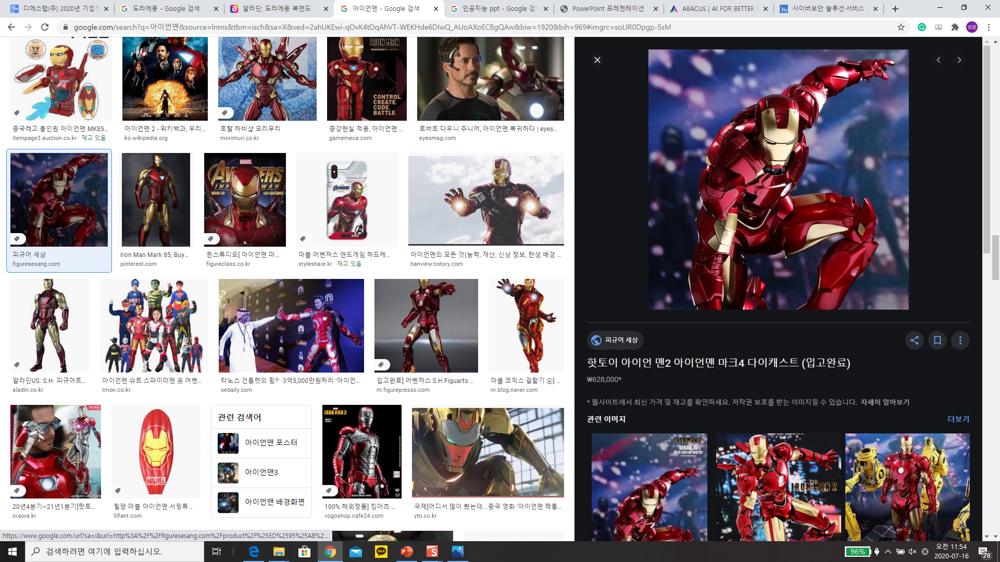 디에스랩(주) 2020년 기업정
도라에몽 - Google 검색
알라딘: 도라에몽 북엔드
아이언맨 - Google 검색
인공지능 ppt - Google 검색
PowerPoint 프레젠테이션
ABACUS | AI FOR BETTER
사이버보안 솔루션·서비스
google.com/search?q=아이언맨&source=lnms&tbm=isch&sa=X&ved=2ahUKEwi-qOvK4tDqAhVT-WEKHde6DIwQ_AUoAXoECBgQAw&biw=1920&bih=969#imgrc=soLIR0Dpgp-5sM
성윤
IRON MAN
CONTROL.
CREATE.
CODE.
BATTLE.
중국레고 올인원 아이언맨 MK85...
itempage3.auction.co.kr · 재고 있음
아이언맨 2 - 위키백과, 우리...
ko.wikipedia.org
토탈 하비샵 모리무리
morimuri.co.kr
증강현실 적용, 아이언맨 ...
gamemeca.com
로버트 다우니 주니어, 아이언맨 복귀하다 | eyes...
eyesmag.com
MARVEL
AVENGERS
INFINITY WAR
MARK 50
LIFE SIZE BUST
AVENGERS
피규어 세상
figuresesang.com
Iron Man Mark 85, Buy...
pinterest.com
퀸스튜디오] 아이언맨 마...
figureclass.co.kr
마블 어벤져스 앤드게임 하드케...
styleshare.kr · 재고 있음
아이언맨의 모든 것(능력, 재산, 신상 정보, 탄생 배경 ...
hanview.tistory.com
VOX
알라딘US: S.H. 피규어아트...
aladin.co.kr
아이언맨 슈트 스파이더맨 옷 어벤...
tmon.co.kr
타노스 건틀렛의 힘?'··3억5,000만원짜리 '아이언...
sedaily.com
입고완료] 어벤져스 S.H.Figuarts ...
m.figurepresso.com
마블 코믹스 겉핥기 ④] ...
m.blog.naver.com
MARVEL
관련 검색어
아이언맨 포스터
아이언맨3
아이언맨 배경화면
IRON MAN 2
20년4분기~21년1분기]핫토...
oraora.kr
릴팡 마블 아이언맨 서핑튜...
lilfant.com
100% 해외정품] 킹아츠 ...
vogoshop.cafe24.com
국제]어디서 많이 봤는데...중국 영화 '아이언맨 짝퉁...
ytn.co.kr
피규어 세상
핫토이 아이언 맨2 아이언맨 마크4 다이캐스트 (입고완료)
₩628,000*
* 웹사이트에서 최신 가격 및 재고를 확인하세요. 저작권 보호를 받는 이미지일 수 있습니다. 자세히 알아보기
관련 이미지
더보기
IRON MAN 2
MARK IV
WITH SUIT-UP GANTRY
IRON MAN 2
https://www.google.com/url?sa=i&url=http%3A%2F%2Ffiguresesang.com%2Fproduct%2F%25ED%2595%25AB%2...
검색하려면 여기에 입력하십시오.
TALK
96%
오전 11:54
2020-07-16
28